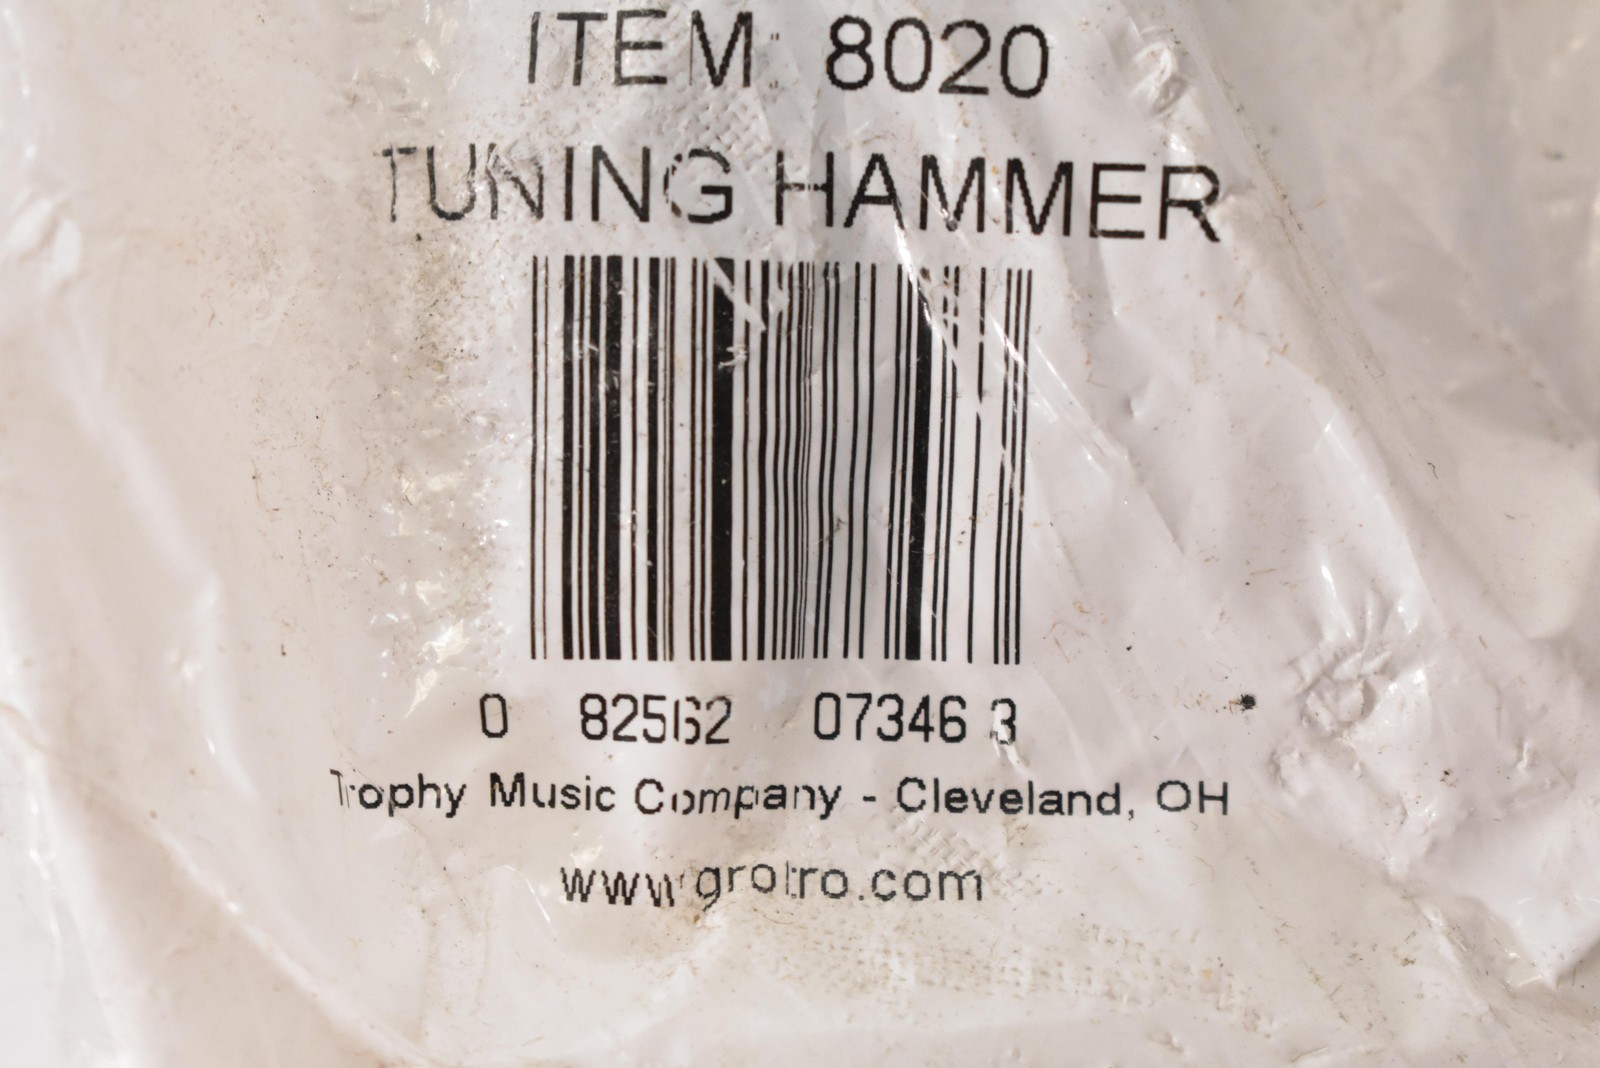 ITEM: 8020
TUNING HAMMER
0 82562 07346 3
Trophy Music Company - Cleveland, OH
www.grotro.com